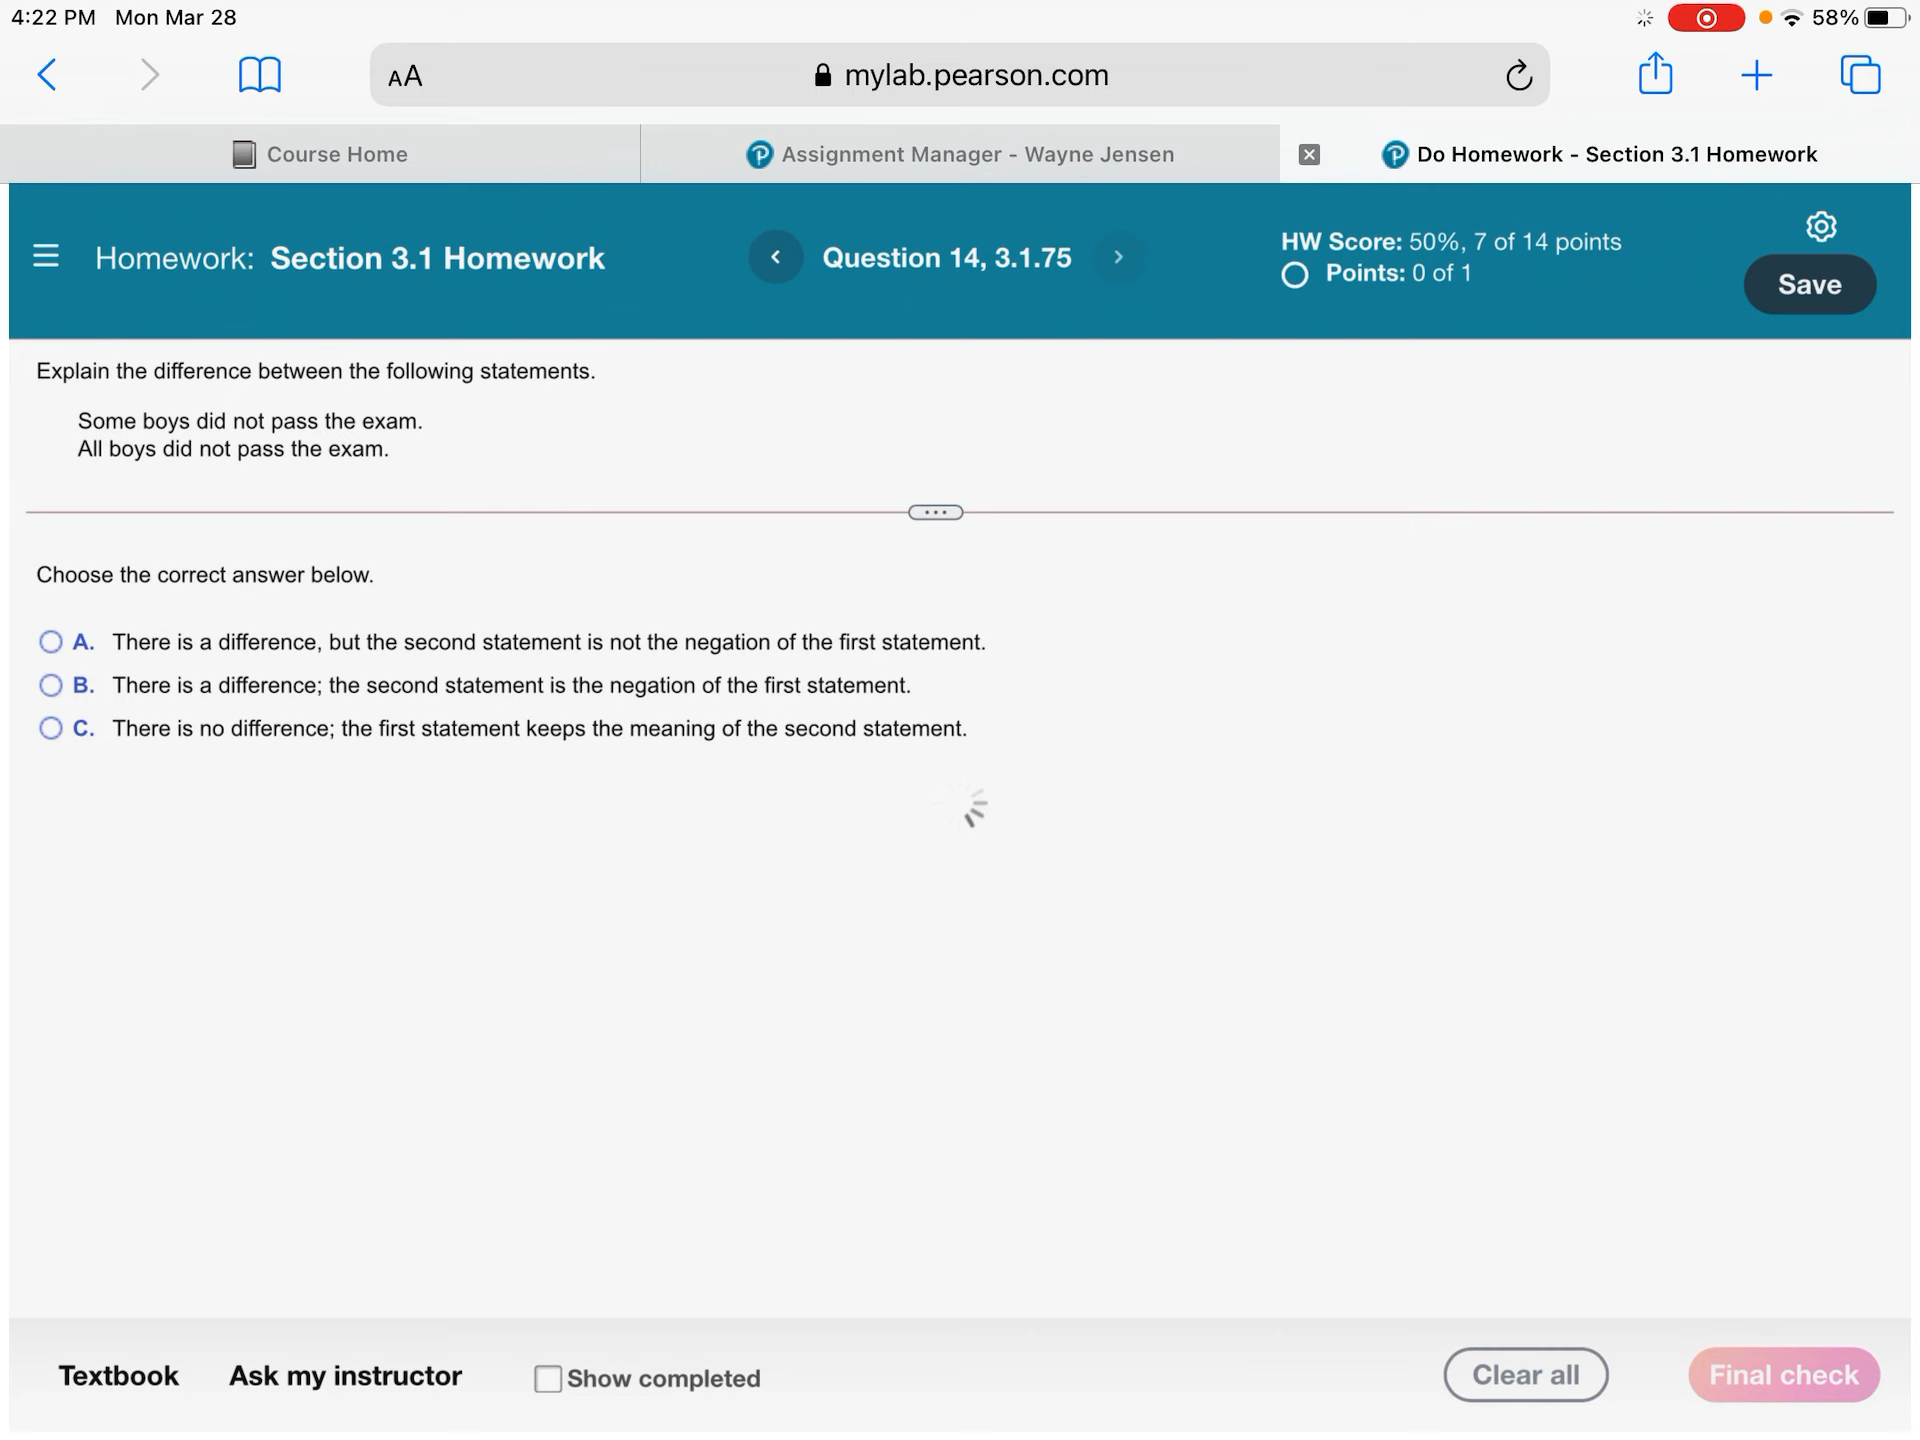 4:22 PM Mon Mar 28
58%
AA
mylab.pearson.com
Course Home
Assignment Manager - Wayne Jensen
Do Homework - Section 3.1 Homework
Homework: Section 3.1 Homework
Question 14, 3.1.75
HW Score: 50%, 7 of 14 points
Points: 0 of 1
Save
Explain the difference between the following statements.
Some boys did not pass the exam.
All boys did not pass the exam.
Choose the correct answer below.
A. There is a difference, but the second statement is not the negation of the first statement.
B. There is a difference; the second statement is the negation of the first statement.
C. There is no difference; the first statement keeps the meaning of the second statement.
Textbook
Ask my instructor
Show completed
Clear all
Final check